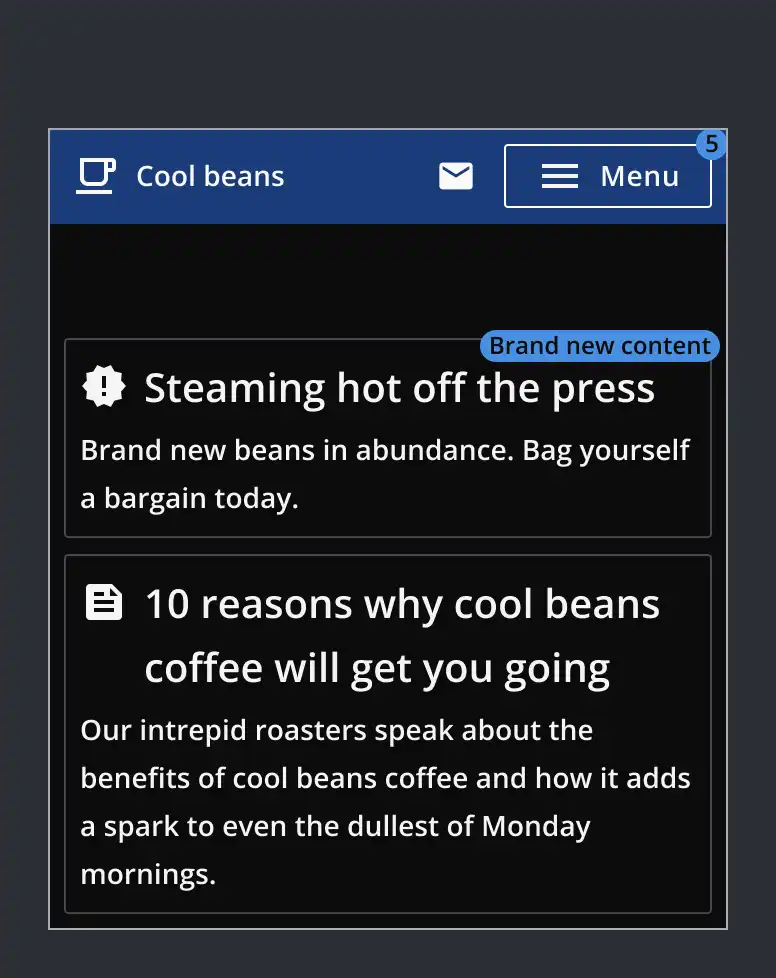 Cool beans
Menu
5
Brand new content
Steaming hot off the press
Brand new beans in abundance. Bag yourself
a bargain today.
10 reasons why cool beans
coffee will get you going
Our intrepid roasters speak about the
benefits of cool beans coffee and how it adds
a spark to even the dullest of Monday
mornings.